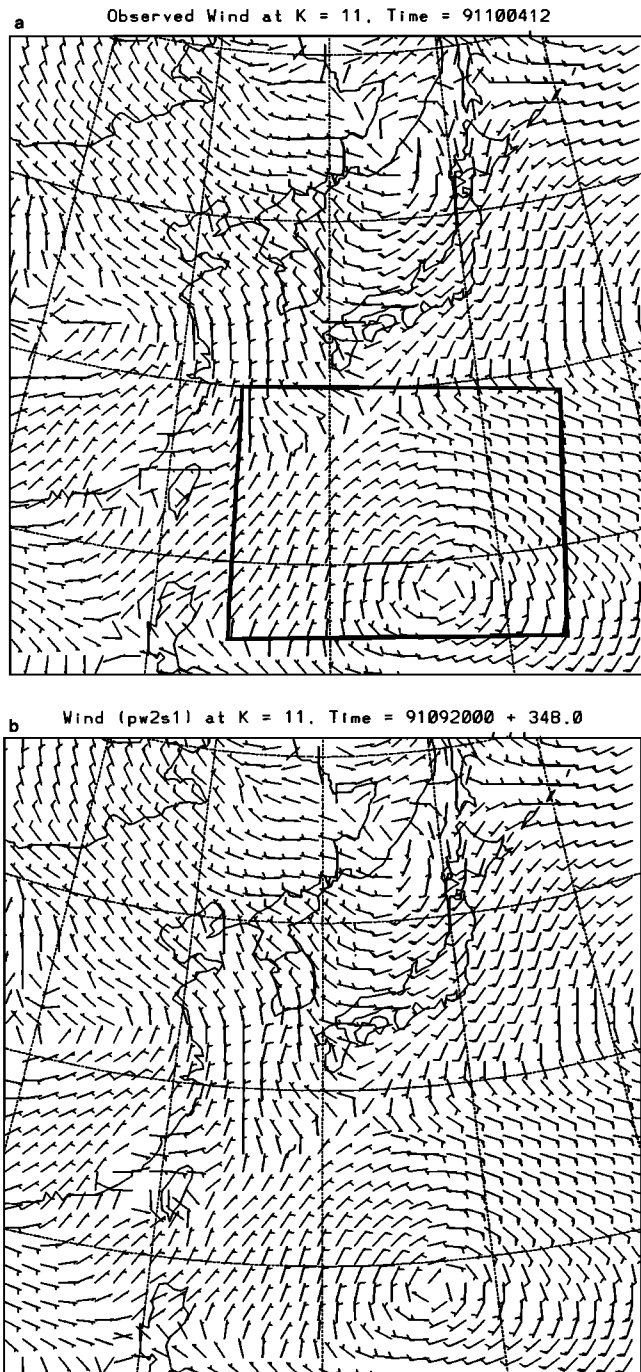 Observed Wind at K = 11, Time = 91100412
a
b
Wind (pw2s1) at K = 11, Time = 91092000 + 348.0